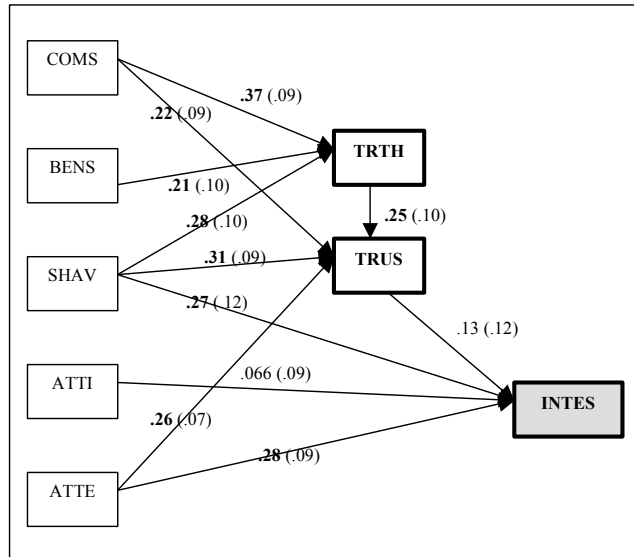 COMS
.37 (.09)
.22 (.09)
TRTH
BENS
.21 (.10)
.28 (.10)
.25 (.10)
TRUS
SHAV
.31 (.09)
.27 (.12)
.13 (.12)
.066 (.09)
ATTI
INTES
.26 (.07)
.28 (.09)
ATTE